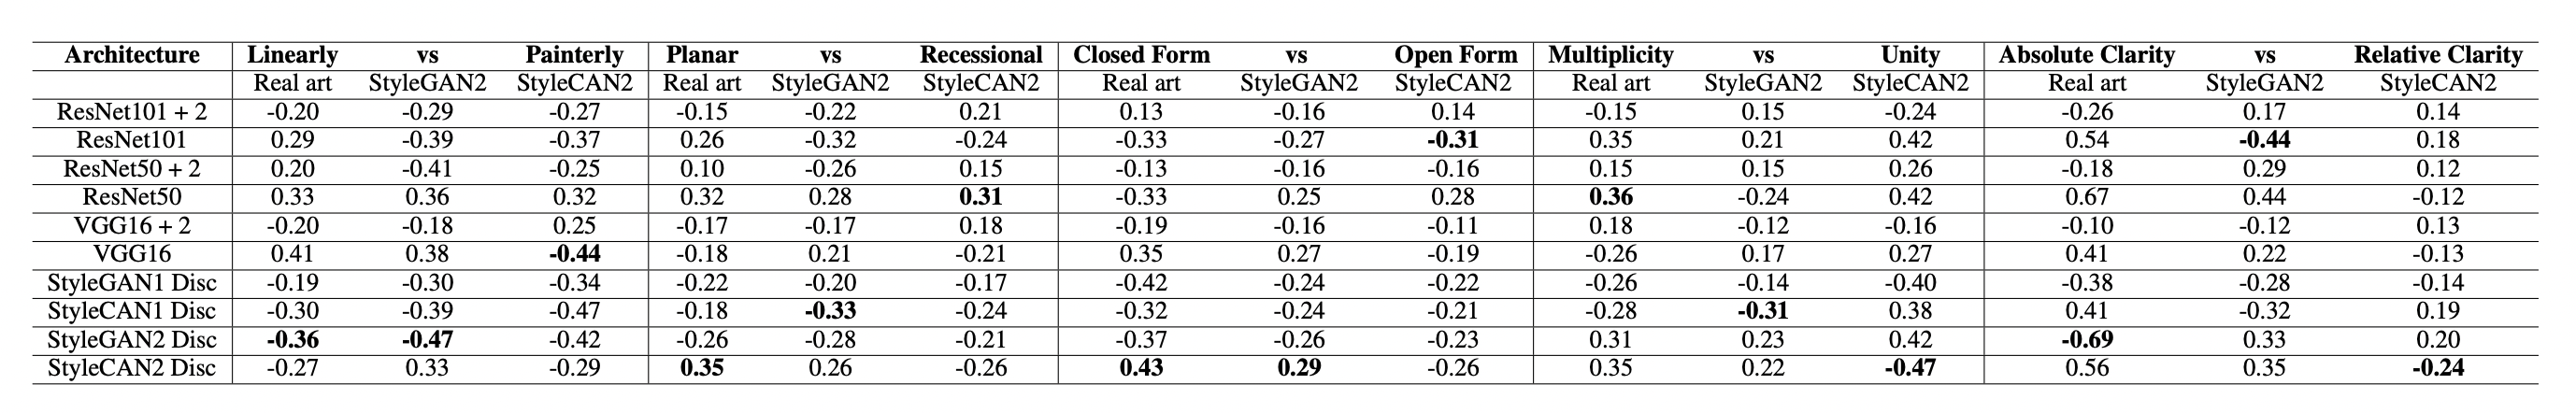 Architecture Linearly vs Painterly Planar vs Recessional Closed Form vs Open Form Multiplicity vs Unity Absolute Clarity vs Relative Clarity
Real art StyleGAN2 StyleCAN2 Real art StyleGAN2 StyleCAN2 Real art StyleGAN2 StyleCAN2 Real art StyleGAN2 StyleCAN2 Real art StyleGAN2 StyleCAN2
ResNet101 + 2 -0.20 -0.29 -0.27 -0.15 -0.22 0.21 0.13 -0.16 0.14 -0.15 0.15 -0.24 -0.26 0.17 0.14
ResNet101 0.29 -0.39 -0.37 0.26 -0.32 -0.24 -0.33 -0.27 -0.31 0.35 0.21 0.42 0.54 -0.44 0.18
ResNet50 + 2 0.20 -0.41 -0.25 0.10 -0.26 0.15 -0.13 -0.16 -0.16 0.15 0.15 0.26 -0.18 0.29 0.12
ResNet50 0.33 0.36 0.32 0.32 0.28 0.31 -0.33 0.25 0.28 0.36 -0.24 0.42 0.67 0.44 -0.12
VGG16 + 2 -0.20 -0.18 0.25 -0.17 -0.17 0.18 -0.19 -0.16 -0.11 0.18 -0.12 -0.16 -0.10 -0.12 0.13
VGG16 0.41 0.38 -0.44 -0.18 0.21 -0.21 0.35 0.27 -0.19 -0.26 0.17 0.27 0.41 0.22 -0.13
StyleGAN1 Disc -0.19 -0.30 -0.34 -0.22 -0.20 -0.17 -0.42 -0.24 -0.22 -0.26 -0.14 -0.40 -0.38 -0.28 -0.14
StyleCAN1 Disc -0.30 -0.39 -0.47 -0.18 -0.33 -0.24 -0.32 -0.24 -0.21 -0.28 -0.31 0.38 0.41 -0.32 0.19
StyleGAN2 Disc -0.36 -0.47 -0.42 -0.26 -0.28 -0.21 -0.37 -0.26 -0.23 0.31 0.23 0.42 -0.69 0.33 0.20
StyleCAN2 Disc -0.27 0.33 -0.29 0.35 0.26 -0.26 0.43 0.29 -0.26 0.35 0.22 -0.47 0.56 0.35 -0.24